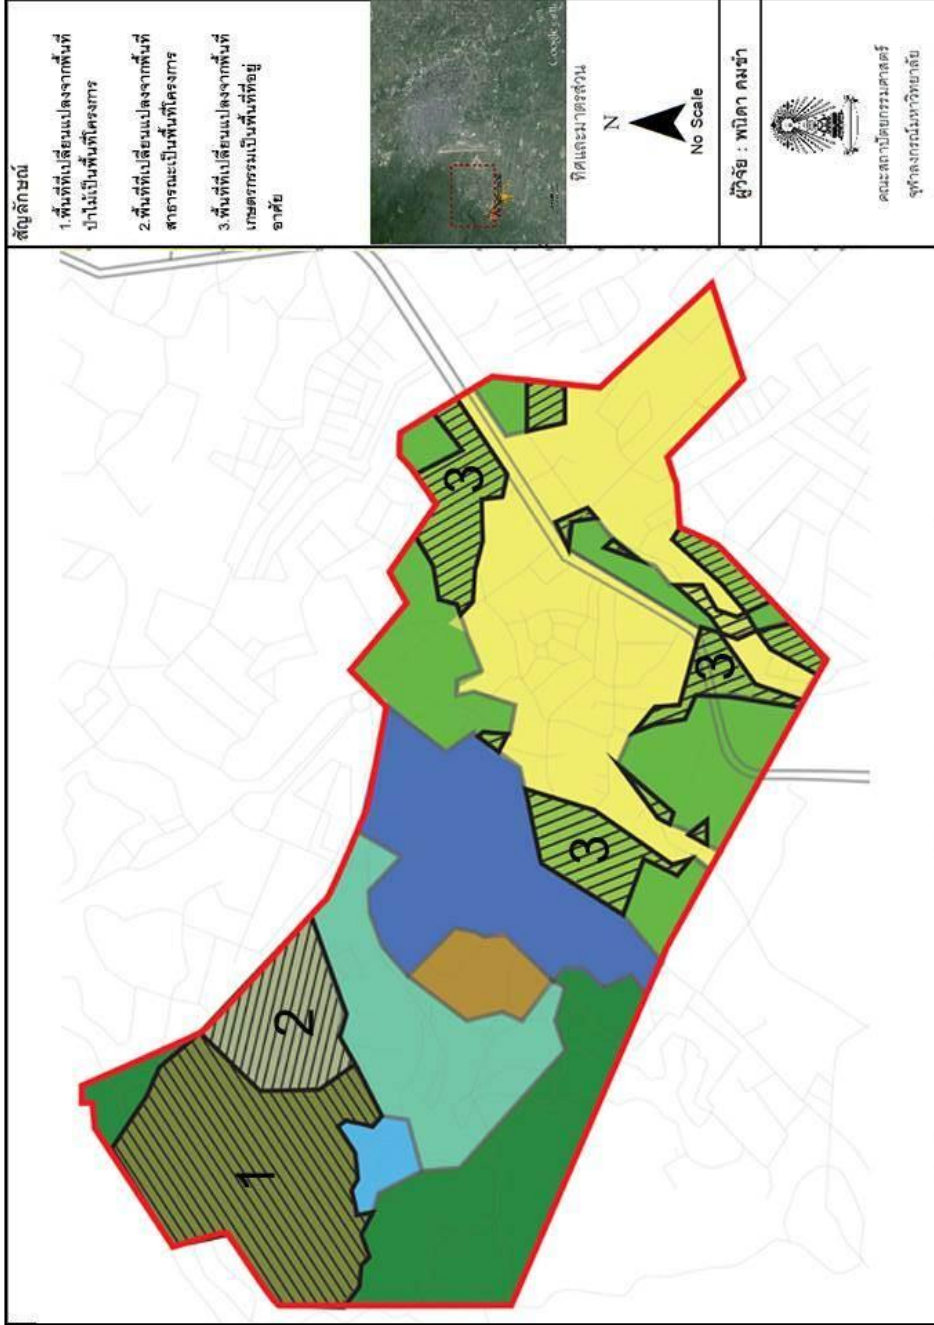 สัญลักษณ์
1.พื้นที่ที่เปลี่ยนแปลงจากพื้นที่
ป่าไม้เป็นพื้นที่โครงการ
2.พื้นที่ที่เปลี่ยนแปลงจากพื้นที่
สาธารณะเป็นพื้นที่โครงการ
3.พื้นที่ที่เปลี่ยนแปลงจากพื้นที่
เกษตรกรรมเป็นพื้นที่ที่อยู่
อาศัย
Google
ทิศและมาตราส่วน
N
No Scale
ผู้วิจัย : พนิดา คมขำ
คณะสถาปัตยกรรมศาสตร์
จุฬาลงกรณ์มหาวิทยาลัย
1
2
3
3
3